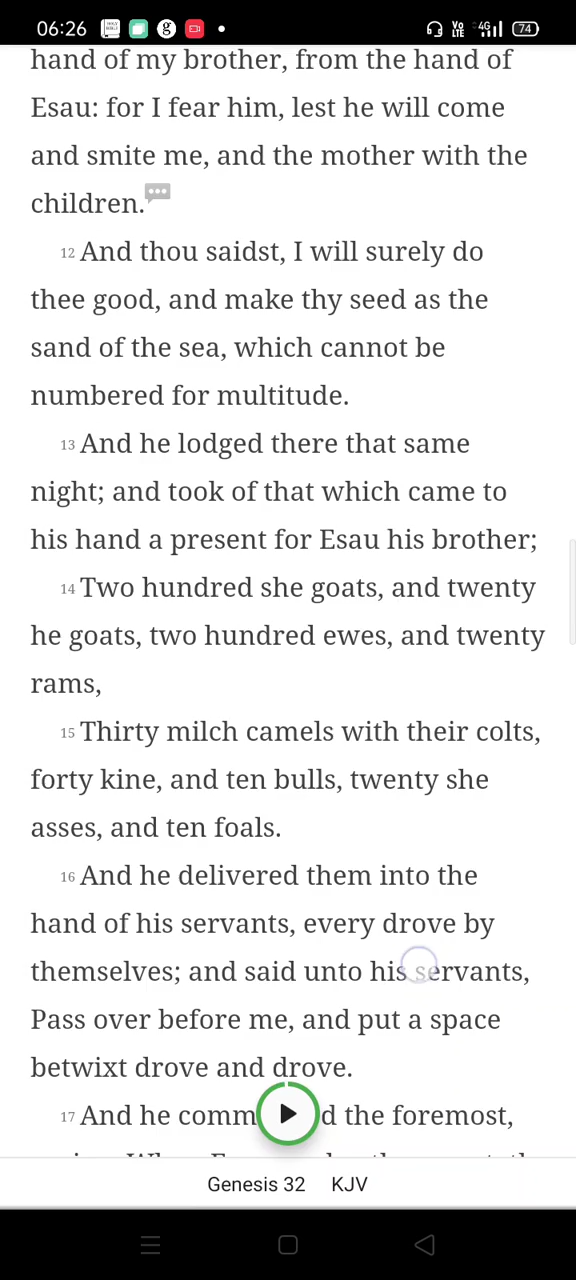 06:26
VO LTE 4G 74
hand of my brother, from the hand of
Esau: for I fear him, lest he will come
and smite me, and the mother with the
children.
12 And thou saidst, I will surely do
thee good, and make thy seed as the
sand of the sea, which cannot be
numbered for multitude.
13 And he lodged there that same
night; and took of that which came to
his hand a present for Esau his brother;
14 Two hundred she goats, and twenty
he goats, two hundred ewes, and twenty
rams,
15 Thirty milch camels with their colts,
forty kine, and ten bulls, twenty she
asses, and ten foals.
16 And he delivered them into the
hand of his servants, every drove by
themselves; and said unto his servants,
Pass over before me, and put a space
betwixt drove and drove.
17 And he comm d the foremost,
Genesis 32 KJV